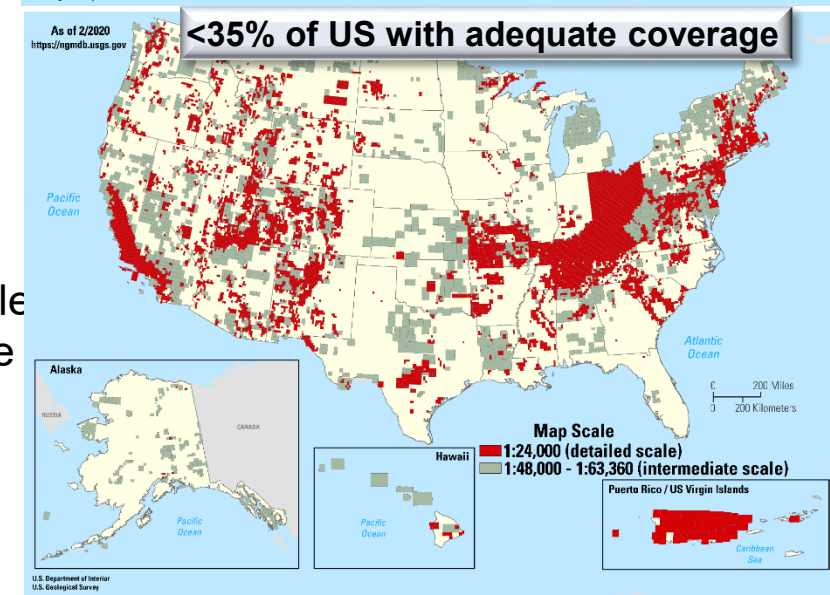 As of 2/2020
https://ngmdb.usgs.gov
<35% of US with adequate coverage
Pacific
Ocean
le
e
Atlantic
Ocean
200 Miles
0 200 Kilometers
Alaska
RUSSIA
CANADA
Pacific
Ocean
Hawaii
Pacific
Ocean
Map Scale
1:24,000 (detailed scale)
1:48,000 - 1:63,360 (intermediate scale)
Puerto Rico / US Virgin Islands
Caribbean
Sea
U.S. Department of Interior
U.S. Geological Survey